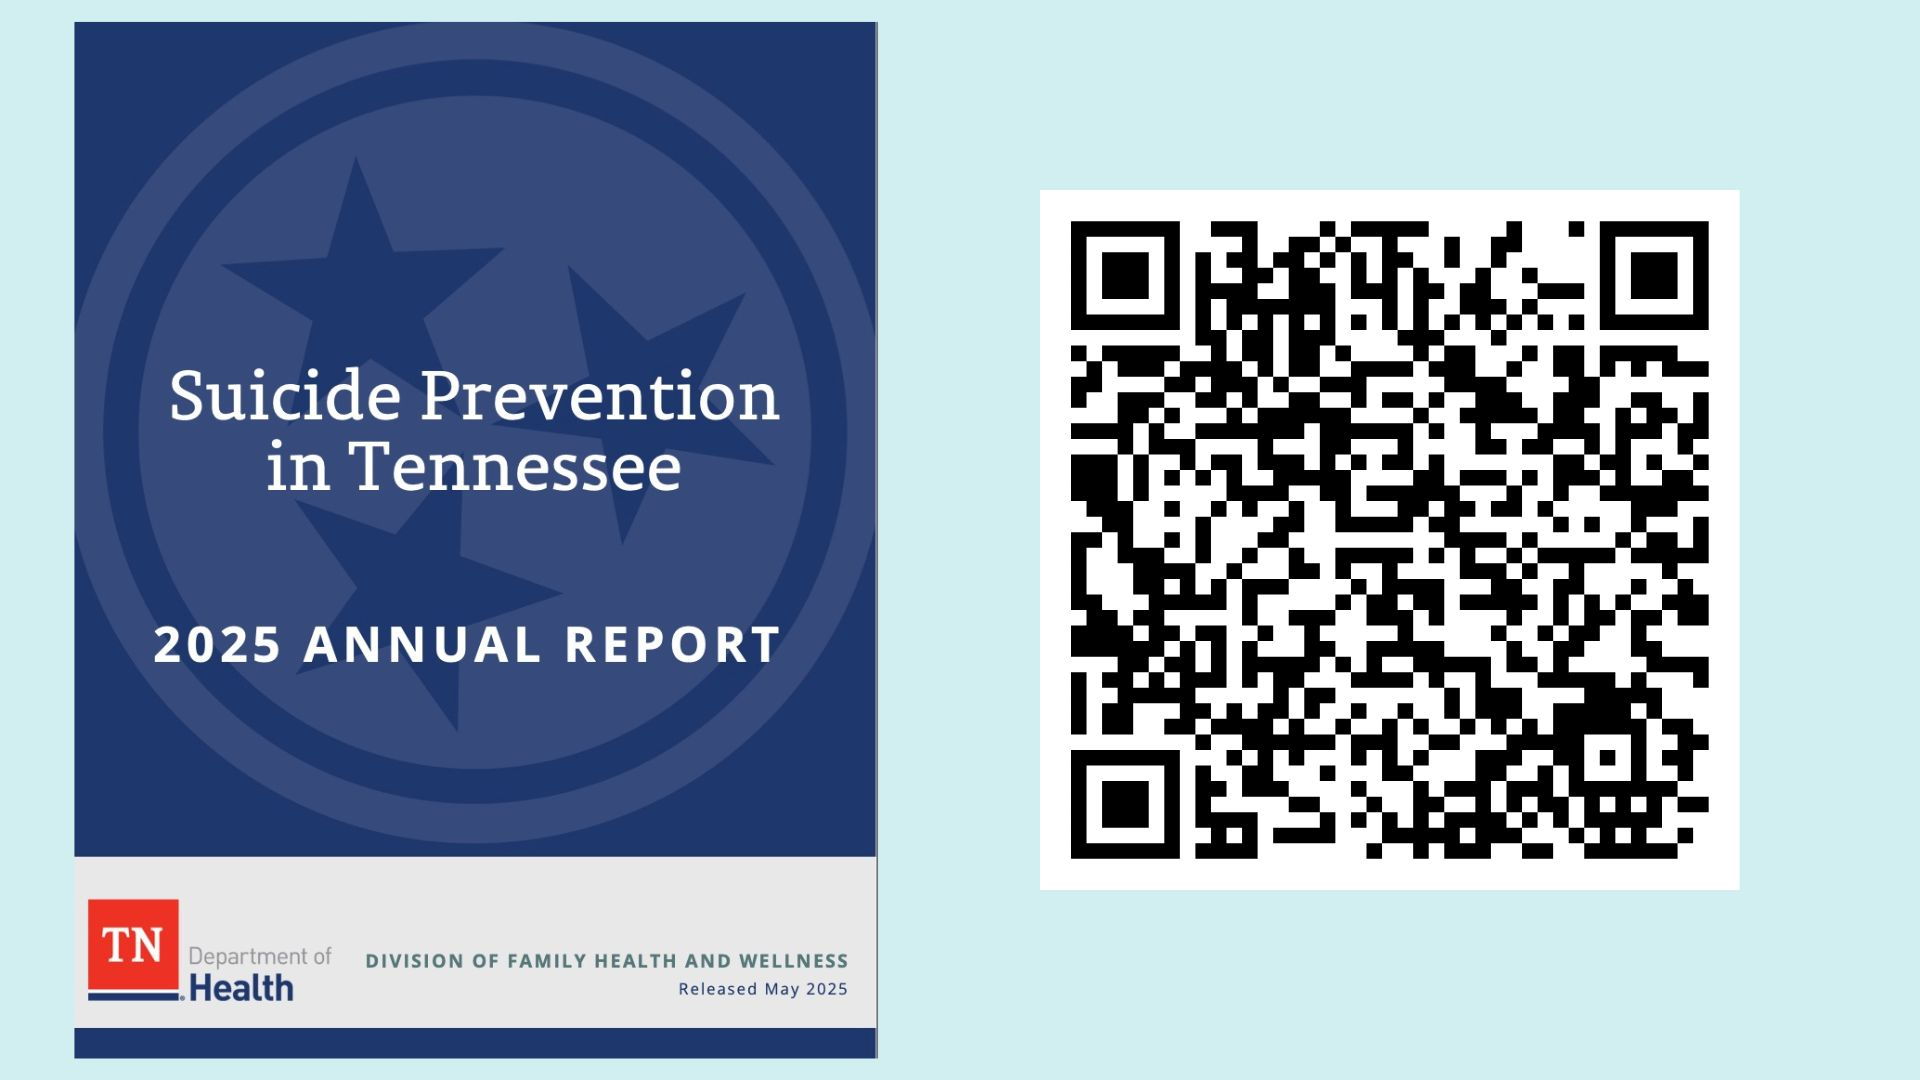 Suicide Prevention
in Tennessee
2025 ANNUAL REPORT
TN
Department of
Health
DIVISION OF FAMILY HEALTH AND WELLNESS
Released May 2025